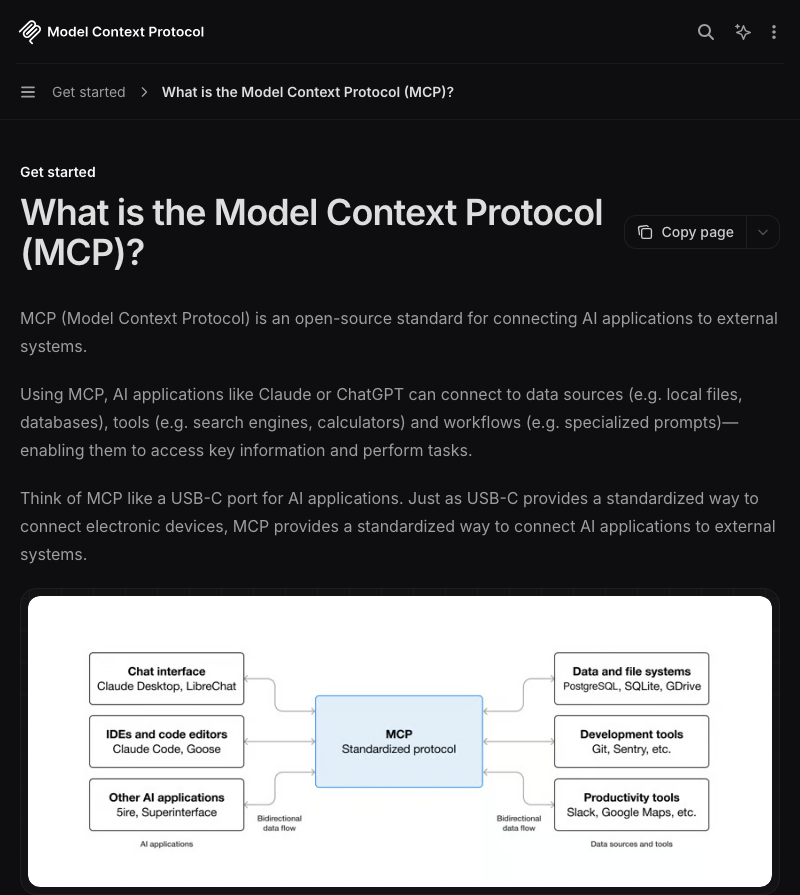 Model Context Protocol
Get started
What is the Model Context Protocol (MCP)?
Get started
What is the Model Context Protocol
(MCP)?
Copy page
MCP (Model Context Protocol) is an open-source standard for connecting AI applications to external
systems.
Using MCP, AI applications like Claude or ChatGPT can connect to data sources (e.g. local files,
databases), tools (e.g. search engines, calculators) and workflows (e.g. specialized prompts)—
enabling them to access key information and perform tasks.
Think of MCP like a USB-C port for AI applications. Just as USB-C provides a standardized way to
connect electronic devices, MCP provides a standardized way to connect AI applications to external
systems.
Chat interface
Claude Desktop, LibreChat
IDEs and code editors
Claude Code, Goose
Other AI applications
5ire, Superinterface
AI applications
Bidirectional
data flow
MCP
Standardized protocol
Bidirectional
data flow
Data and file systems
PostgreSQL, SQLite, GDrive
Development tools
Git, Sentry, etc.
Productivity tools
Slack, Google Maps, etc.
Data sources and tools